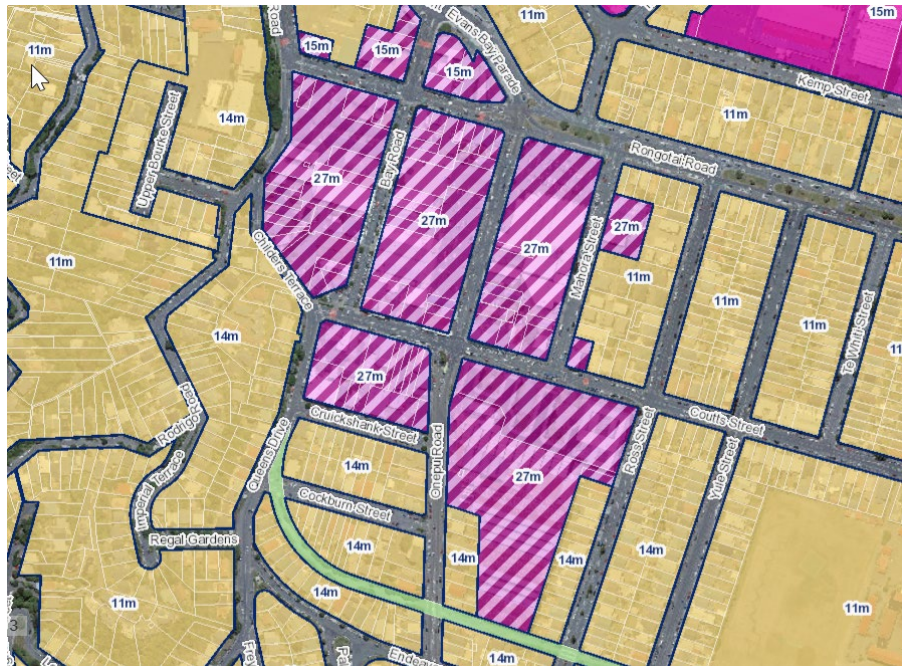 Road
Evans Bay Parade
11m
15m
11m
15m
15m
15m
Kemp Street
14m
11m
Upper Bourke Street
Bay Road
Rongotai Road
27m
27m
27m
27m
Mahora Street
Childers Terrace
11m
11m
11m
11m
Te Whiti Street
14m
27m
Coutts Street
Rodrigo Road
Cruickshank Street
Queens Drive
Onepu Road
Ross Street
Yule Street
14m
27m
Imperial Terrace
Cockburn Street
Regal Gardens
14m
14m
14m
14m
14m
11m
11m
3
14m